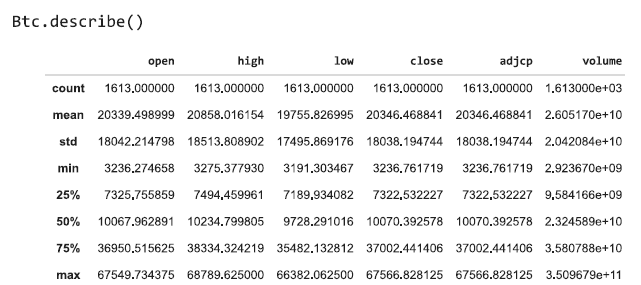 Btc.describe()
open high low close adjcp volume
count 1613.000000 1613.000000 1613.000000 1613.000000 1613.000000 1.613000e+03
mean 20339.498999 20858.016154 19755.826995 20346.468841 20346.468841 2.605170e+10
std 18042.214798 18513.808902 17495.869176 18038.194744 18038.194744 2.042084e+10
min 3236.274658 3275.377930 3191.303467 3236.761719 3236.761719 2.923670e+09
25% 7325.755859 7494.459961 7189.934082 7322.532227 7322.532227 9.584166e+09
50% 10067.962891 10234.799805 9728.291016 10070.392578 10070.392578 2.324589e+10
75% 36950.515625 38334.324219 35482.132812 37002.441406 37002.441406 3.580788e+10
max 67549.734375 68789.625000 66382.062500 67566.828125 67566.828125 3.509679e+11